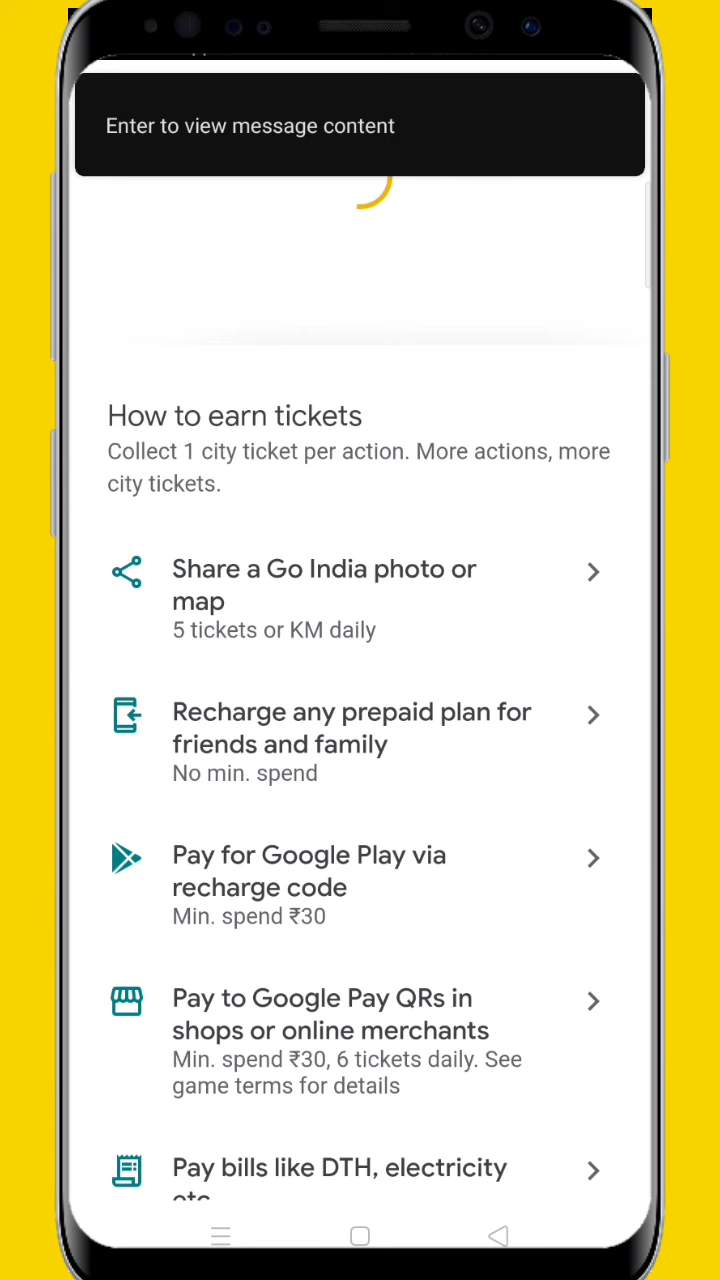 Enter to view message content
How to earn tickets
Collect 1 city ticket per action. More actions, more
city tickets.
Share a Go India photo or
map
5 tickets or KM daily
Recharge any prepaid plan for
friends and family
No min. spend
Pay for Google Play via
recharge code
Min. spend ₹30
Pay to Google Pay QRs in
shops or online merchants
Min. spend ₹30, 6 tickets daily. See
game terms for details
Pay bills like DTH, electricity
etc